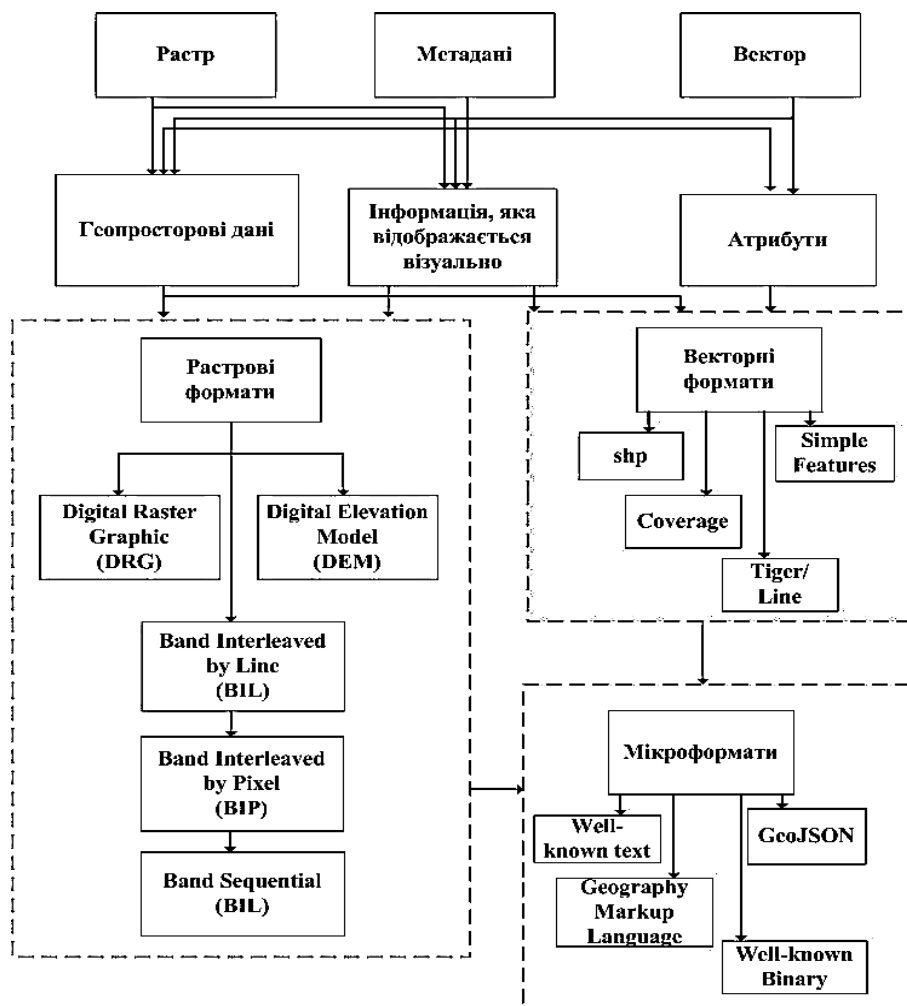 Растр
Метадані
Вектор
Геопросторові дані
Інформація, яка
відображається
візуально
Атрибути
Растрові
формати
Векторні
формати
shp
Simple
Features
Digital Raster
Graphic
(DRG)
Digital Elevation
Model
(DEM)
Coverage
Tiger/
Line
Band Interleaved
by Line
(BIL)
Band Interleaved
by Pixel
(BIP)
Band Sequential
(BIL)
Мікроформати
Well-
known text
GeoJSON
Geography
Markup
Language
Well-known
Binary